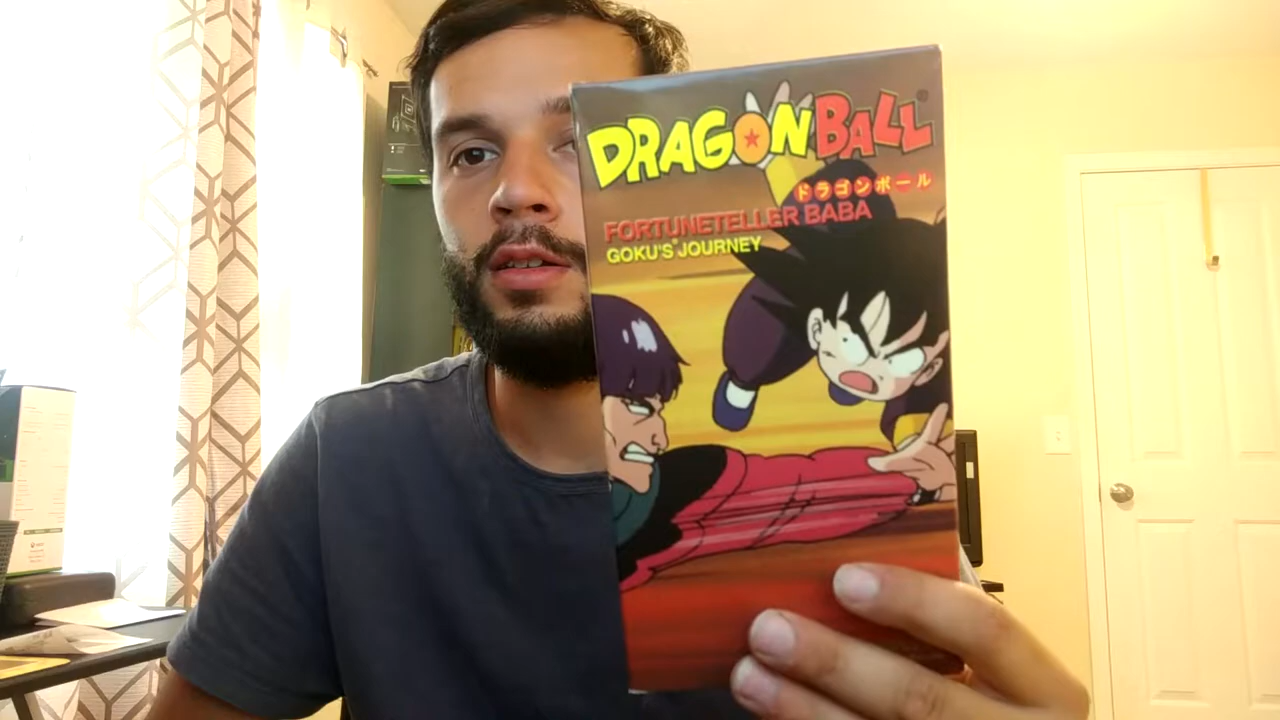 DRAGON BALL®
ドラゴンボール
FORTUNETELLER BABA
GOKU'S JOURNEY